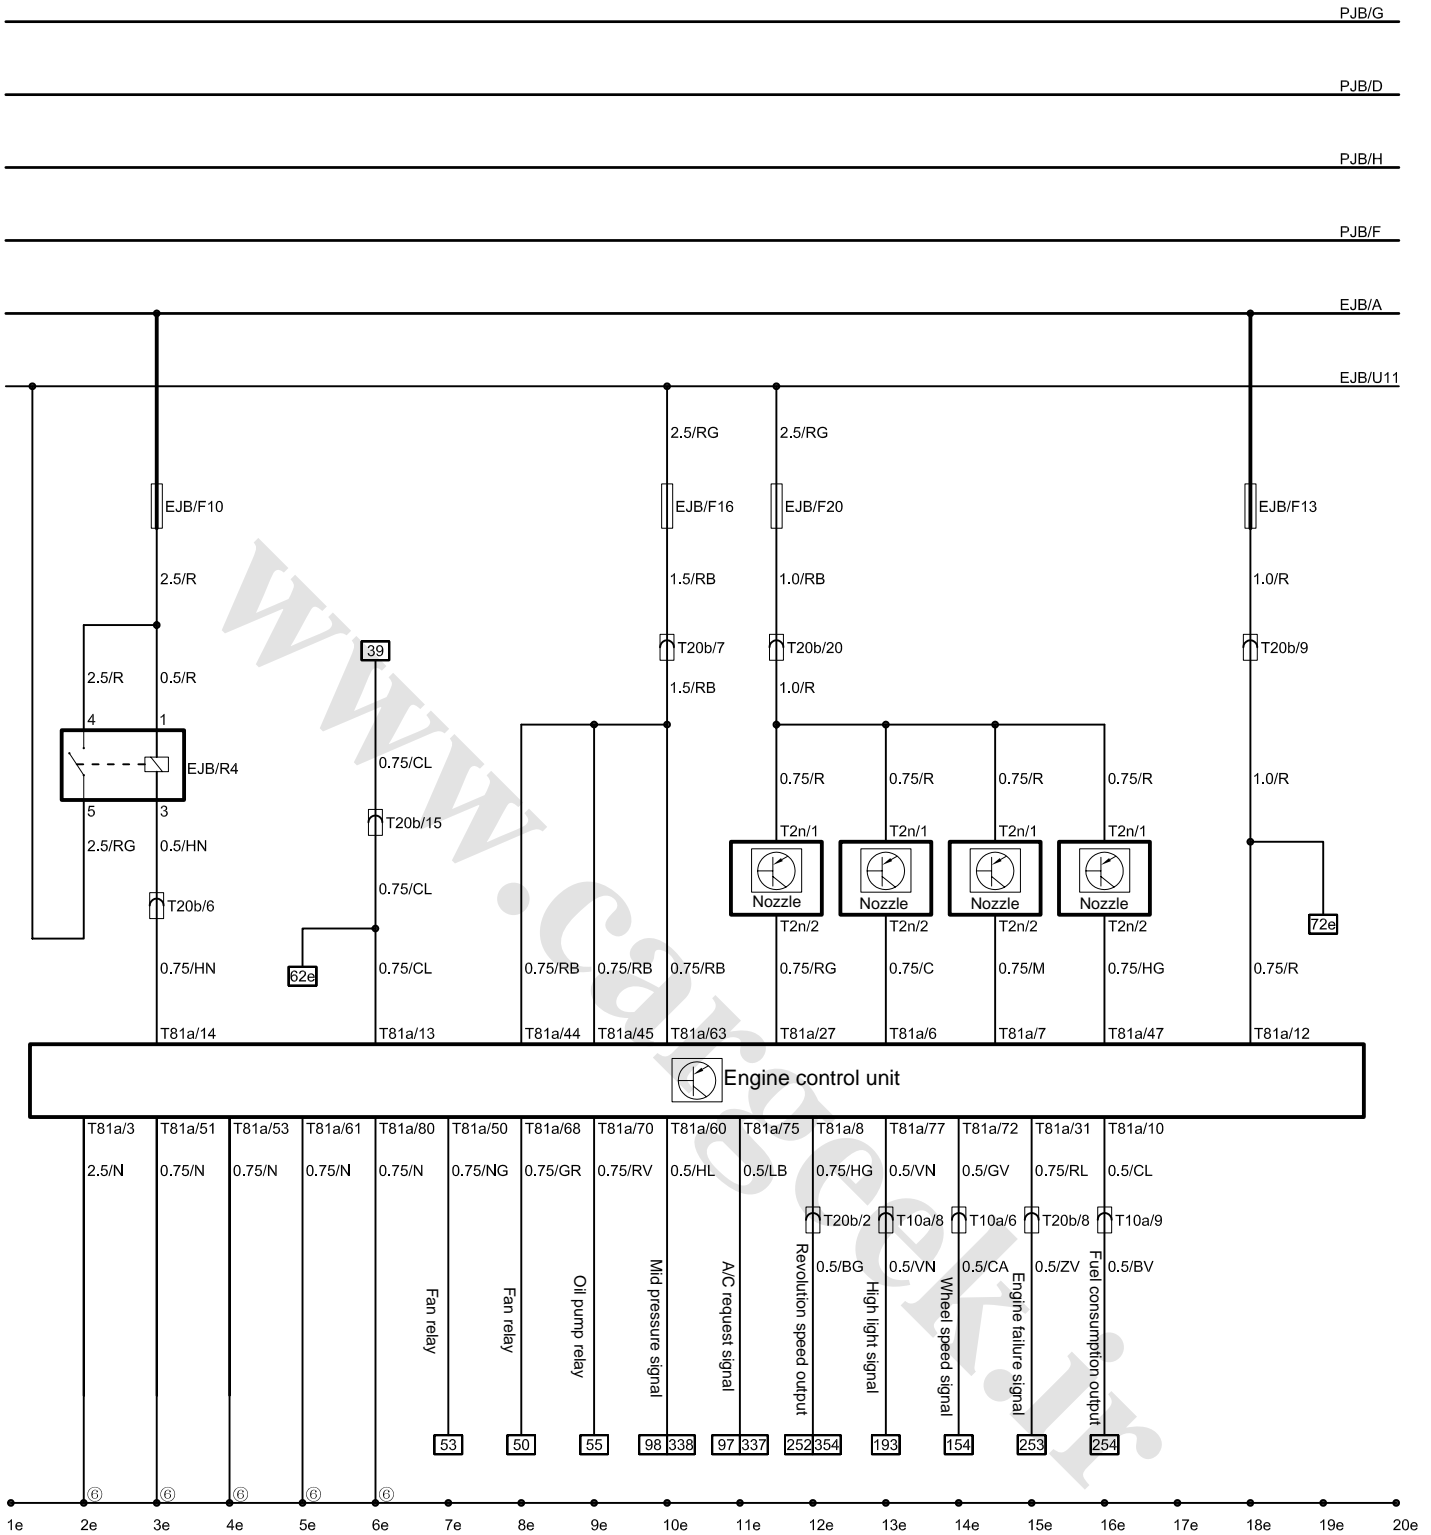 PJB/G
PJB/D
PJB/H
PJB/F
EJB/A
EJB/U11
2.5/RG 2.5/RG
EJB/F10 EJB/F16 EJB/F20 EJB/F13
2.5/R 1.5/RB 1.0/RB 1.0/R
39 T20b/7 T20b/20 T20b/9
2.5/R 0.5/R 1.5/RB 1.0/R
4 1
EJB/R4 0.75/CL 0.75/R 0.75/R 0.75/R 0.75/R 1.0/R
5 3 T20b/15 T2n/1 T2n/1 T2n/1 T2n/1
2.5/RG 0.5/HN
0.75/CL
T20b/6 Nozzle Nozzle Nozzle Nozzle
T2n/2 T2n/2 T2n/2 T2n/2 72e
62e
0.75/HN 0.75/CL 0.75/RB 0.75/RB 0.75/RB 0.75/RG 0.75/C 0.75/M 0.75/HG 0.75/R
T81a/14 T81a/13 T81a/44 T81a/45 T81a/63 T81a/27 T81a/6 T81a/7 T81a/47 T81a/12
Engine control unit
T81a/3 T81a/51 T81a/53 T81a/61 T81a/80 T81a/50 T81a/68 T81a/70 T81a/60 T81a/75 T81a/8 T81a/77 T81a/72 T81a/31 T81a/10
2.5/N 0.75/N 0.75/N 0.75/N 0.75/N 0.75/NG 0.75/GR 0.75/RV 0.5/HL 0.5/LB 0.75/HG 0.5/VN 0.5/GV 0.75/RL 0.5/CL
T20b/2 T10a/8 T10a/6 T20b/8 T10a/9
0.5/BG 0.5/VN 0.5/CA 0.5/ZV 0.5/BV
Fan relay
Fan relay
Oil pump relay
Mid pressure signal
A/C request signal
Revolution speed output
High light signal
Wheel speed signal
Engine failure signal
Fuel consumption output
53 50 55 98 338 97 337 252 354 193 154 253 254
⑥ ⑥ ⑥ ⑥ ⑥
1e 2e 3e 4e 5e 6e 7e 8e 9e 10e 11e 12e 13e 14e 15e 16e 17e 18e 19e 20e
www.cargeek.ir